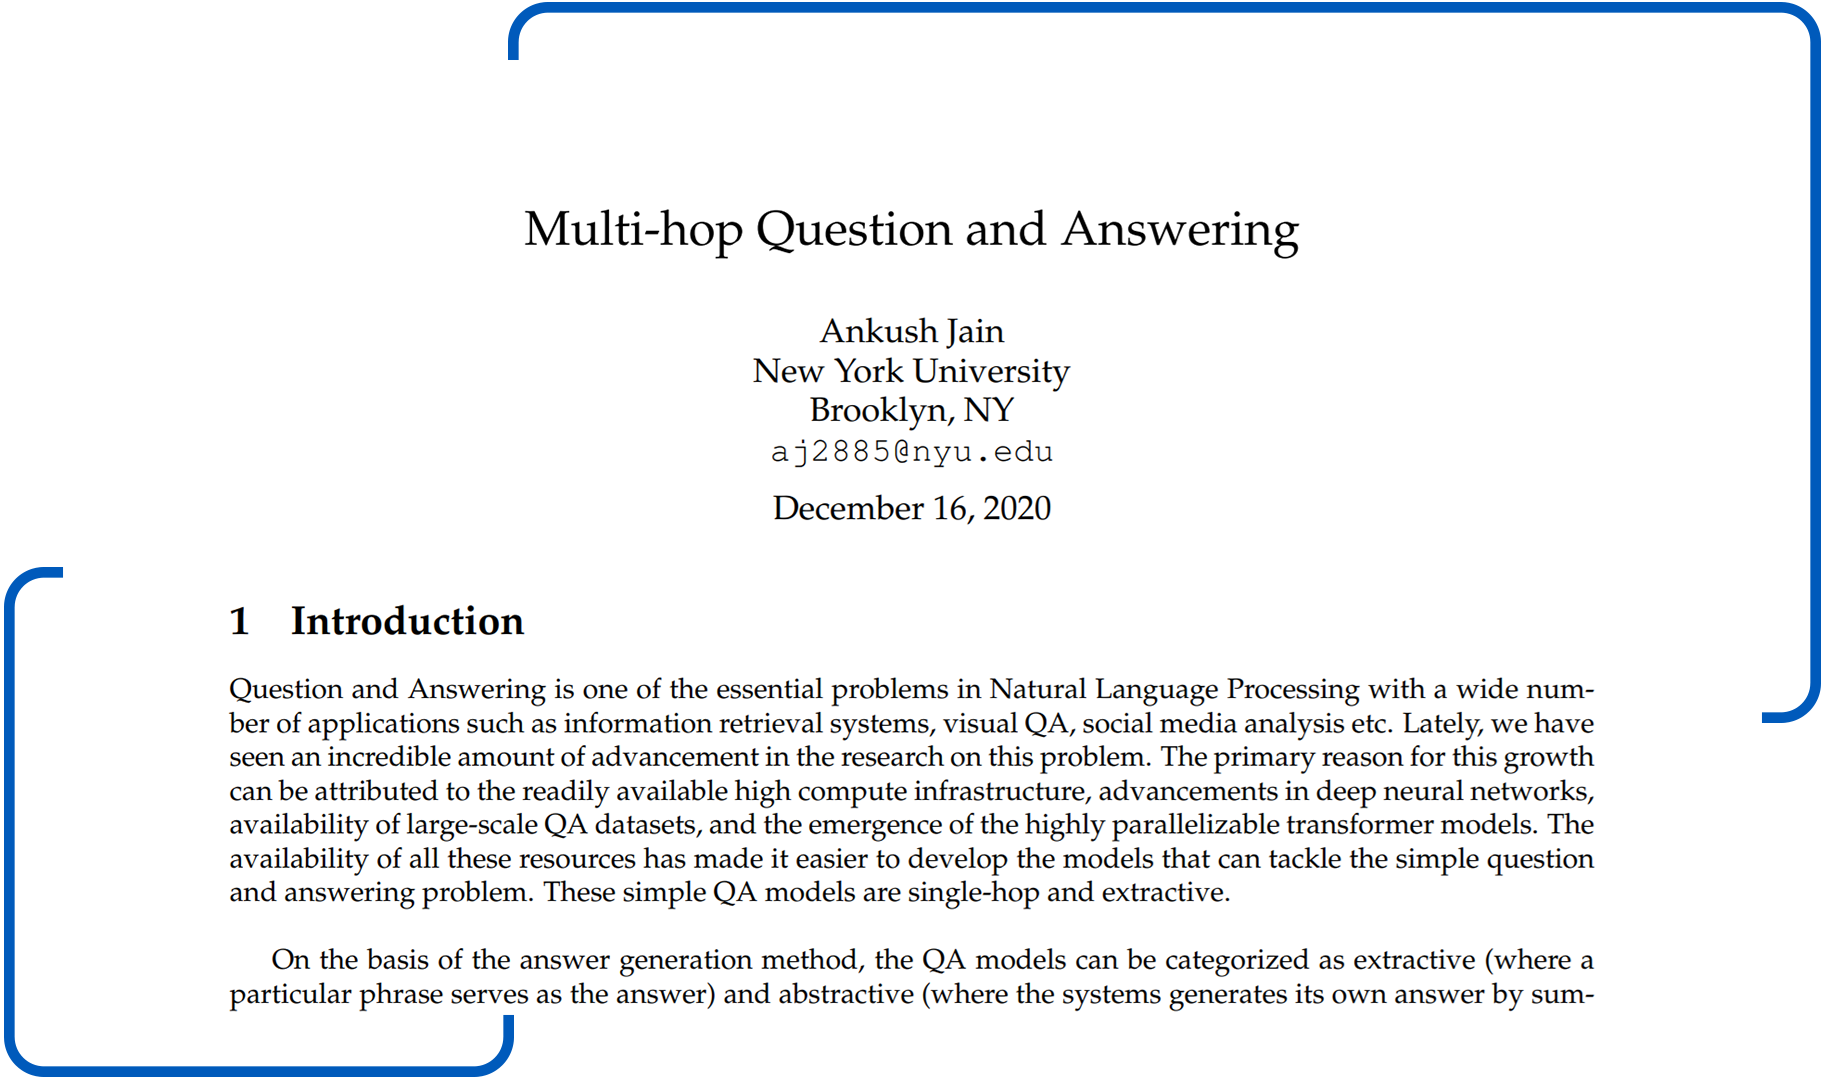 Multi-hop Question and Answering
Ankush Jain
New York University
Brooklyn, NY
aj2885@nyu.edu
December 16, 2020
1 Introduction
Question and Answering is one of the essential problems in Natural Language Processing with a wide num-
ber of applications such as information retrieval systems, visual QA, social media analysis etc. Lately, we have
seen an incredible amount of advancement in the research on this problem. The primary reason for this growth
can be attributed to the readily available high compute infrastructure, advancements in deep neural networks,
availability of large-scale QA datasets, and the emergence of the highly parallelizable transformer models. The
availability of all these resources has made it easier to develop the models that can tackle the simple question
and answering problem. These simple QA models are single-hop and extractive.
On the basis of the answer generation method, the QA models can be categorized as extractive (where a
particular phrase serves as the answer) and abstractive (where the systems generates its own answer by sum-